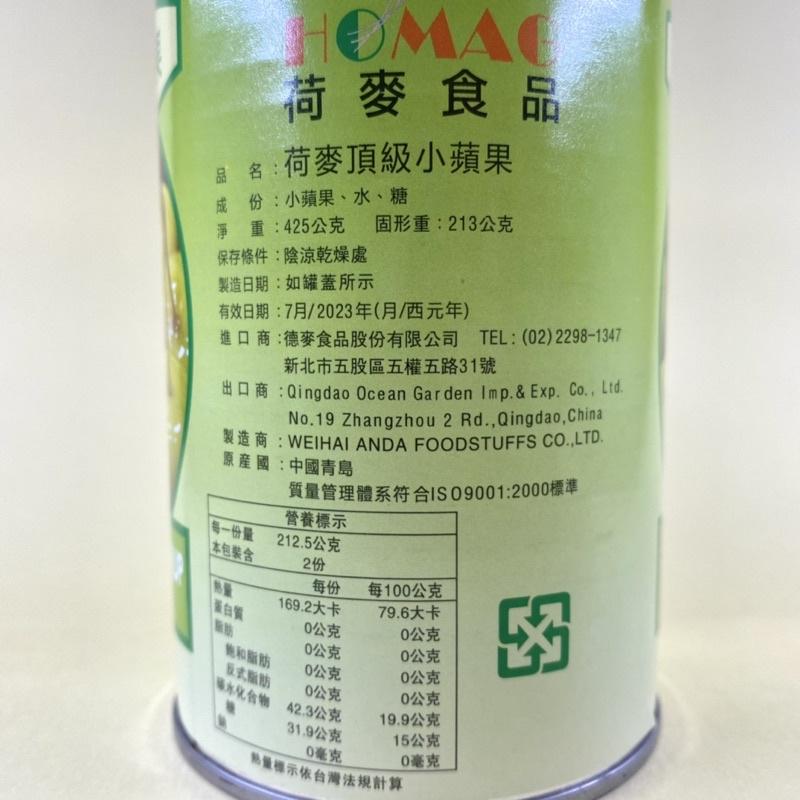 HOMAG
荷麥食品
品名：荷麥頂級小蘋果
成份：小蘋果、水、糖
淨重：425公克 固形重：213公克
保存條件：陰涼乾燥處
製造日期：如罐蓋所示
有效日期：7月/2023年(月/西元年)
進口商：德麥食品股份有限公司 TEL：(02)2298-1347
新北市五股區五權五路31號
出口商：Qingdao Ocean Garden Imp.& Exp. Co., Ltd.
No.19 Zhangzhou 2 Rd.,Qingdao,China
製造商：WEIHAI ANDA FOODSTUFFS CO.,LTD.
原產國：中國青島
質量管理體系符合ISO9001:2000標準
營養標示
每一份量 212.5公克
本包裝含 2份
每份 每100公克
熱量 169.2大卡 79.6大卡
蛋白質 0公克 0公克
脂肪 0公克 0公克
飽和脂肪 0公克 0公克
反式脂肪 0公克 0公克
碳水化合物 42.3公克 19.9公克
糖 31.9公克 15公克
鈉 0毫克 0毫克
熱量標示依台灣法規計算